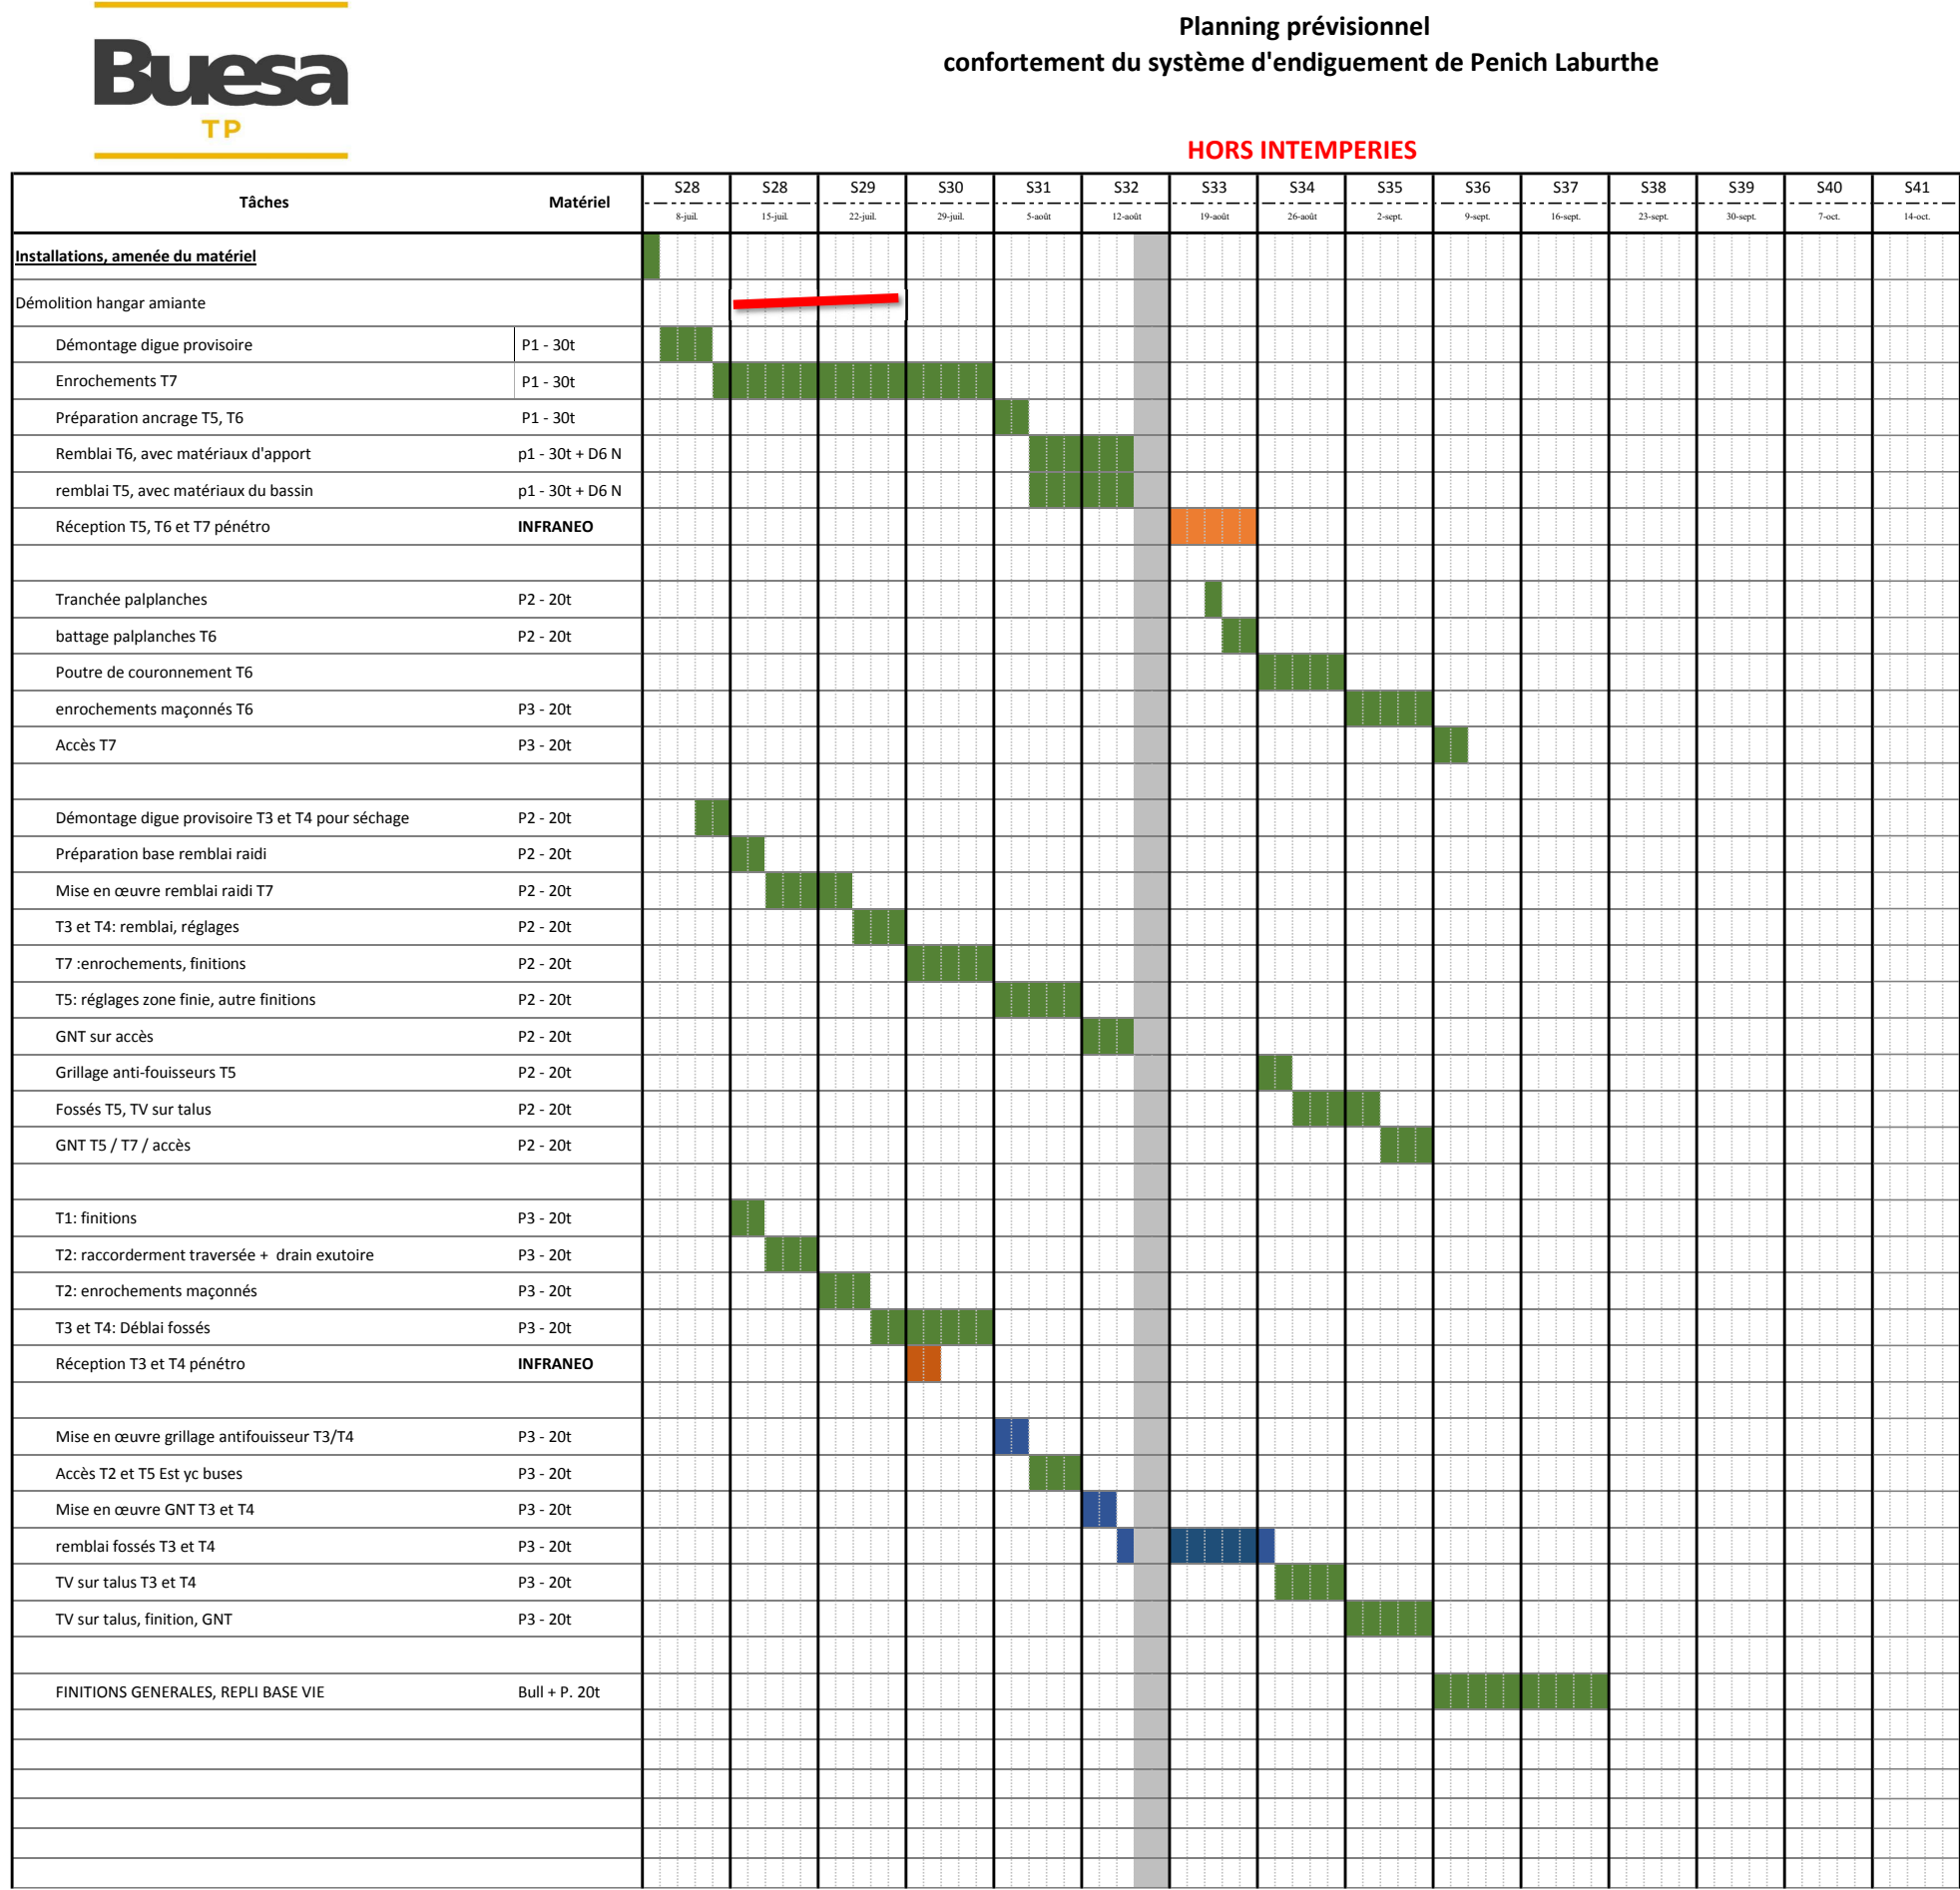 Buesa
TP
Planning prévisionnel
confortement du système d'endiguement de Penich Laburthe
HORS INTEMPERIES
Tâches Matériel S28 S28 S29 S30 S31 S32 S33 S34 S35 S36 S37 S38 S39 S40 S41
8-juil. 15-juil. 22-juil. 29-juil. 5-août 12-août 19-août 26-août 2-sept. 9-sept. 16-sept. 23-sept. 30-sept. 7-oct. 14-oct.
Installations, amenée du matériel
Démolition hangar amiante
Démontage digue provisoire P1 - 30t
Enrochements T7 P1 - 30t
Préparation ancrage T5, T6 P1 - 30t
Remblai T6, avec matériaux d'apport p1 - 30t + D6 N
remblai T5, avec matériaux du bassin p1 - 30t + D6 N
Réception T5, T6 et T7 pénétro INFRANEO
Tranchée palplanches P2 - 20t
battage palplanches T6 P2 - 20t
Poutre de couronnement T6
enrochements maçonnés T6 P3 - 20t
Accès T7 P3 - 20t
Démontage digue provisoire T3 et T4 pour séchage P2 - 20t
Préparation base remblai raidi P2 - 20t
Mise en œuvre remblai raidi T7 P2 - 20t
T3 et T4: remblai, réglages P2 - 20t
T7 :enrochements, finitions P2 - 20t
T5: réglages zone finie, autre finitions P2 - 20t
GNT sur accès P2 - 20t
Grillage anti-fouisseurs T5 P2 - 20t
Fossés T5, TV sur talus P2 - 20t
GNT T5 / T7 / accès P2 - 20t
T1: finitions P3 - 20t
T2: raccorderment traversée + drain exutoire P3 - 20t
T2: enrochements maçonnés P3 - 20t
T3 et T4: Déblai fossés P3 - 20t
Réception T3 et T4 pénétro INFRANEO
Mise en œuvre grillage antifouisseur T3/T4 P3 - 20t
Accès T2 et T5 Est yc buses P3 - 20t
Mise en œuvre GNT T3 et T4 P3 - 20t
remblai fossés T3 et T4 P3 - 20t
TV sur talus T3 et T4 P3 - 20t
TV sur talus, finition, GNT P3 - 20t
FINITIONS GENERALES, REPLI BASE VIE Bull + P. 20t